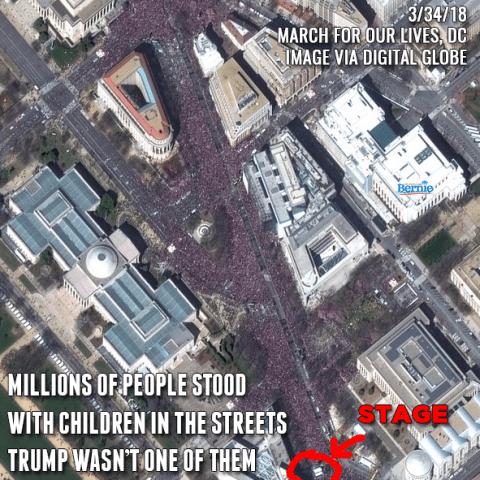 3/34/18
MARCH FOR OUR LIVES, DC
IMAGE VIA DIGITAL GLOBE
Bernie
STAGE
MILLIONS OF PEOPLE STOOD
WITH CHILDREN IN THE STREETS
TRUMP WASN'T ONE OF THEM